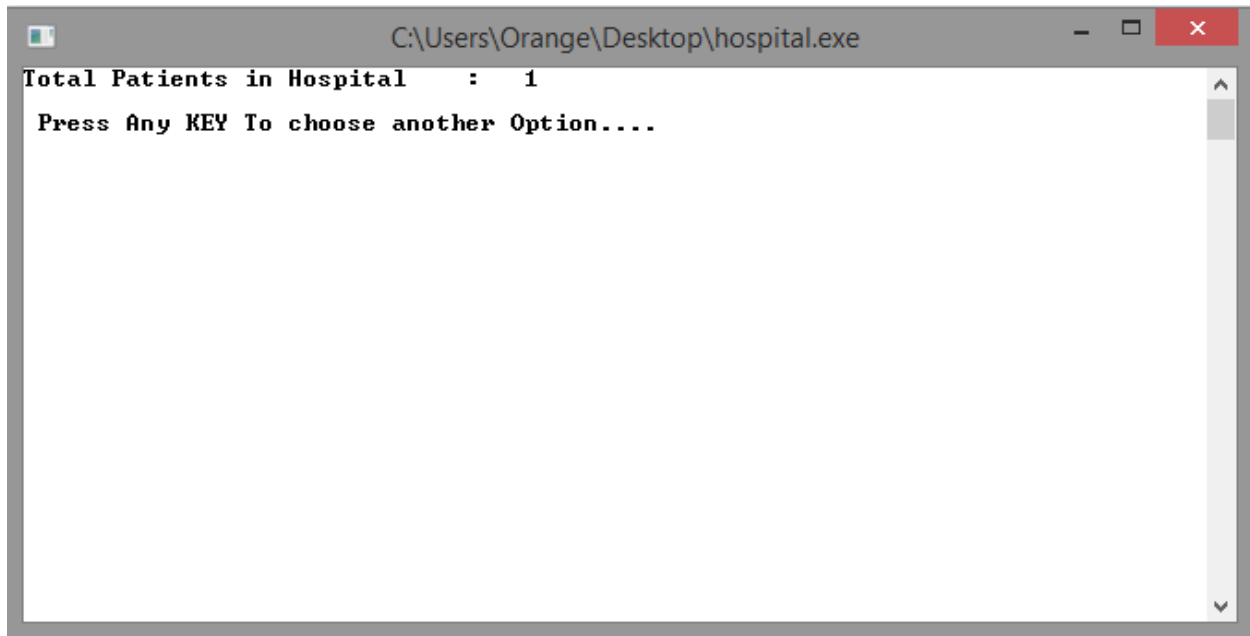 C:\Users\Orange\Desktop\hospital.exe
Total Patients in Hospital    :   1
Press Any KEY To choose another Option....